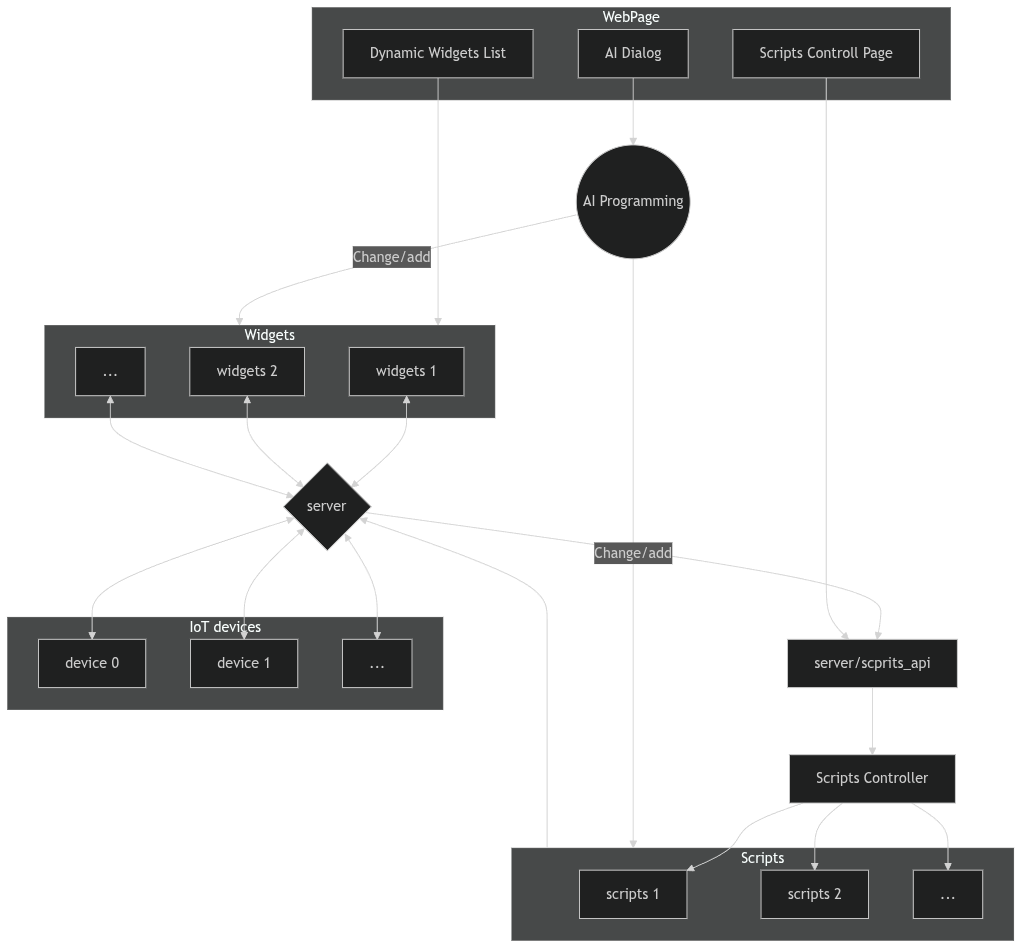 WebPage
Dynamic Widgets List
AI Dialog
Scripts Controll Page
AI Programming
Change/add
Widgets
...
widgets 2
widgets 1
server
Change/add
IoT devices
device 0
device 1
...
server/scprits_api
Scripts Controller
Scripts
scripts 1
scripts 2
...